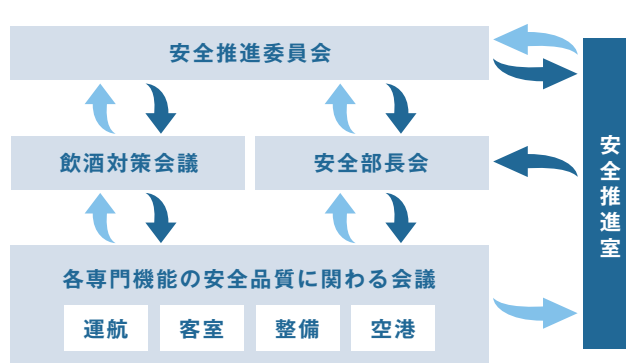 安全推進委員会
飲酒対策会議
安全部長会
各専門機能の安全品質に関わる会議
運航
客室
整備
空港
安全推進室